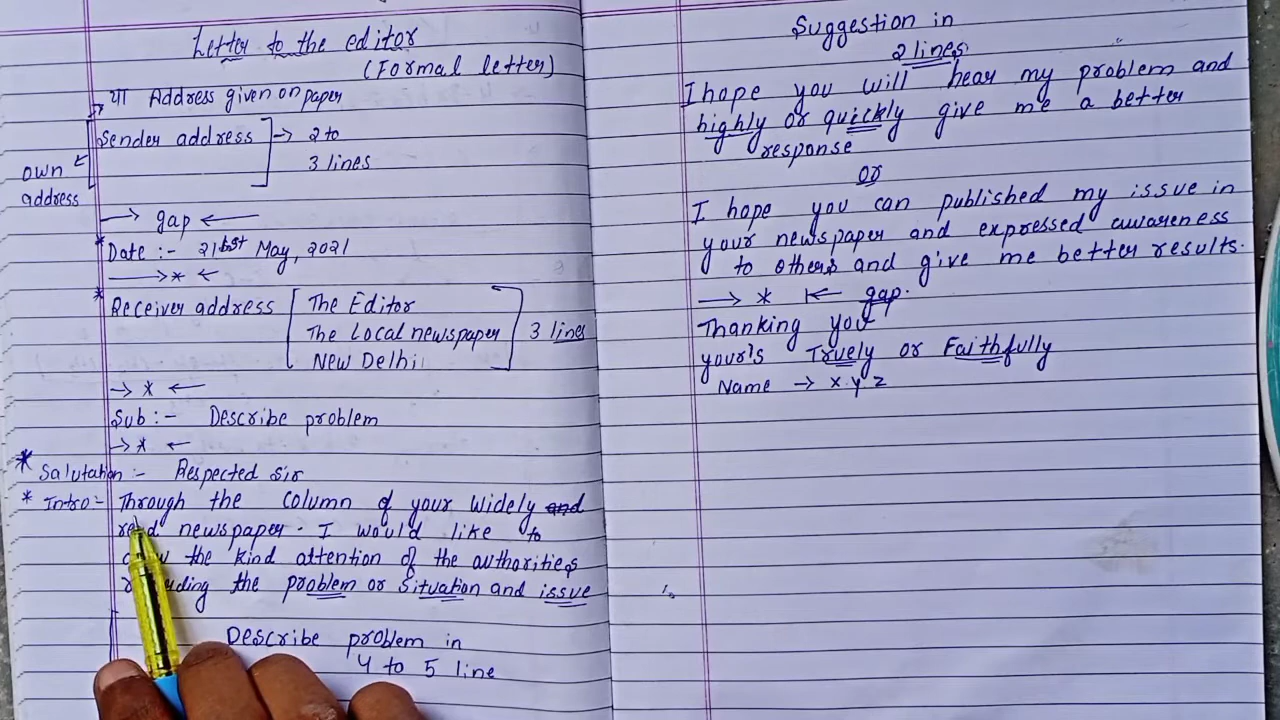 Letter to the editor
(Formal letter)
या Address given on paper
Sender address → 2 to
3 lines
own
address
→ gap ←
* Date :- 21st May, 2021
→ * ←
* Receiver address [ The Editor
The Local newspaper ] 3 lines
New Delhi
→ * ←
Sub :- Describe problem
→ * ←
* Salutation :- Respected Sir
* Intro :- Through the column of your widely and
read newspaper. I would like to
the kind attention of the authorities
the problem or situation and issue
Describe problem in
4 to 5 line
Suggestion in
2 lines.
I hope you will hear my problem and
highly or quickly give me a better
response
or
I hope you can published my issue in
your newspaper and expressed awareness
to others and give me better results.
→ * ← gap.
Thanking you
your's Truely or Faithfully
Name → x.y.z